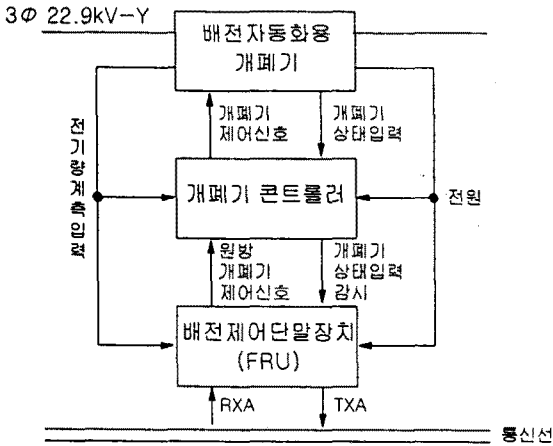 3Φ 22.9kV-Y
배전자동화용
개폐기
개폐기
제어신호
개폐기
상태입력
전기량계측입력
개폐기 콘트롤러
전원
원방
개폐기
제어신호
개폐기
상태입력
감시
배전제어단말장치
(FRU)
RXA
TXA
통신선